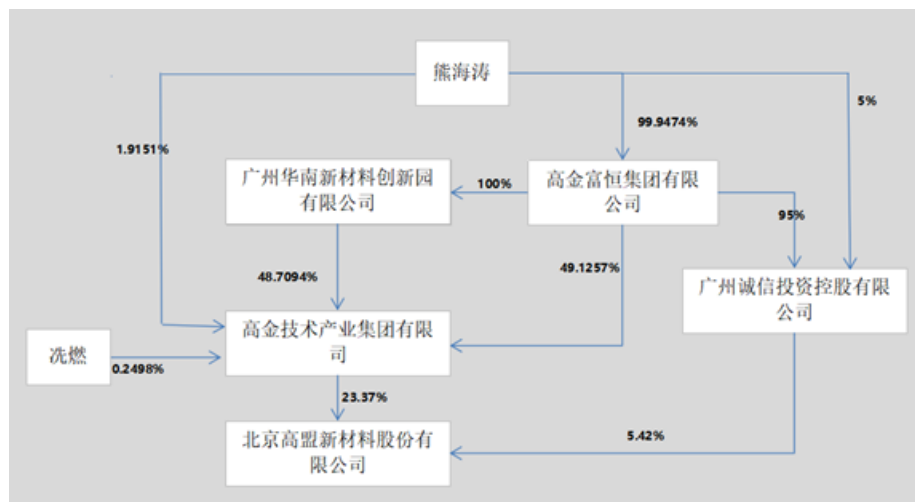 熊海涛
5%
99.9474%
1.9151%
广州华南新材料创新园
有限公司
100%
高金富恒集团有限
公司
95%
48.7094%
49.1257%
广州诚信投资控股有限
公司
高金技术产业集团有限
司
冼燃
0.2498%
23.37%
北京高盟新材料股份有
限公司
5.42%